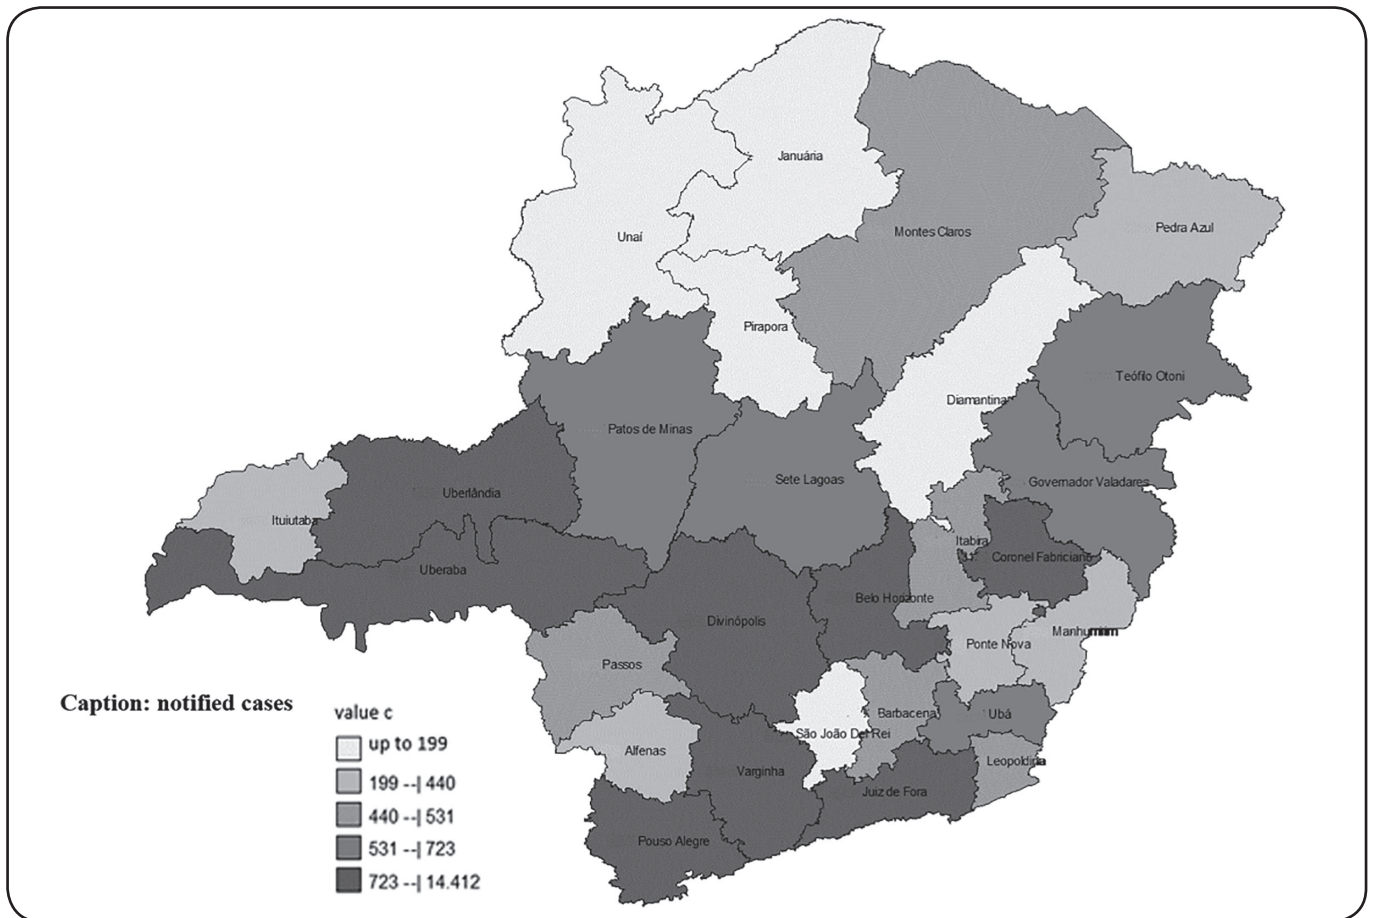 Januária
Unaí
Montes Claros
Pedra Azul
Pirapora
Teófilo Otoni
Diamantina
Patos de Minas
Sete Lagoas
Governador Valadares
Uberlândia
Ituiutaba
Itabira
Coronel Fabriciano
Uberaba
Belo Horizonte
Divinópolis
Manhumirim
Ponte Nova
Passos
Barbacena
Ubá
São João Del Rei
Alfenas
Leopoldina
Varginha
Juiz de Fora
Pouso Alegre
Caption: notified cases
value c
up to 199
199 --| 440
440 --| 531
531 --| 723
723 --| 14.412